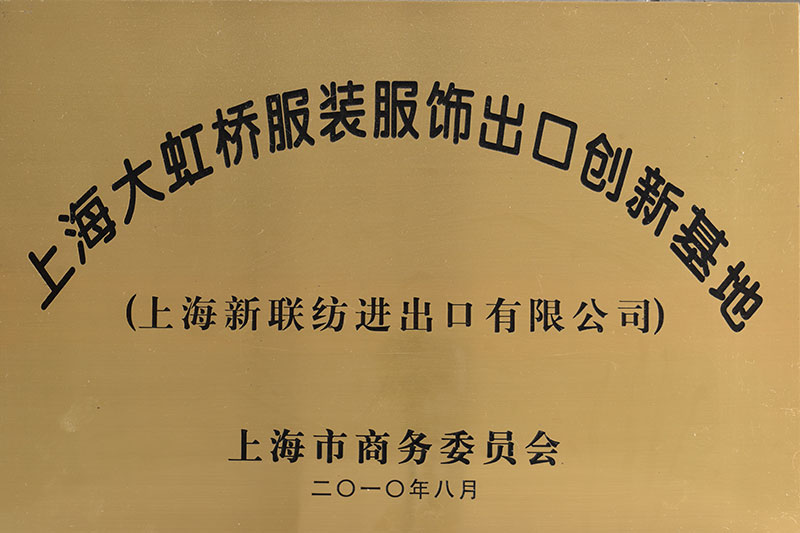 上海大虹桥服装服饰出口创新基地
(上海新联纺进出口有限公司)
上海市商务委员会
二〇一〇年八月